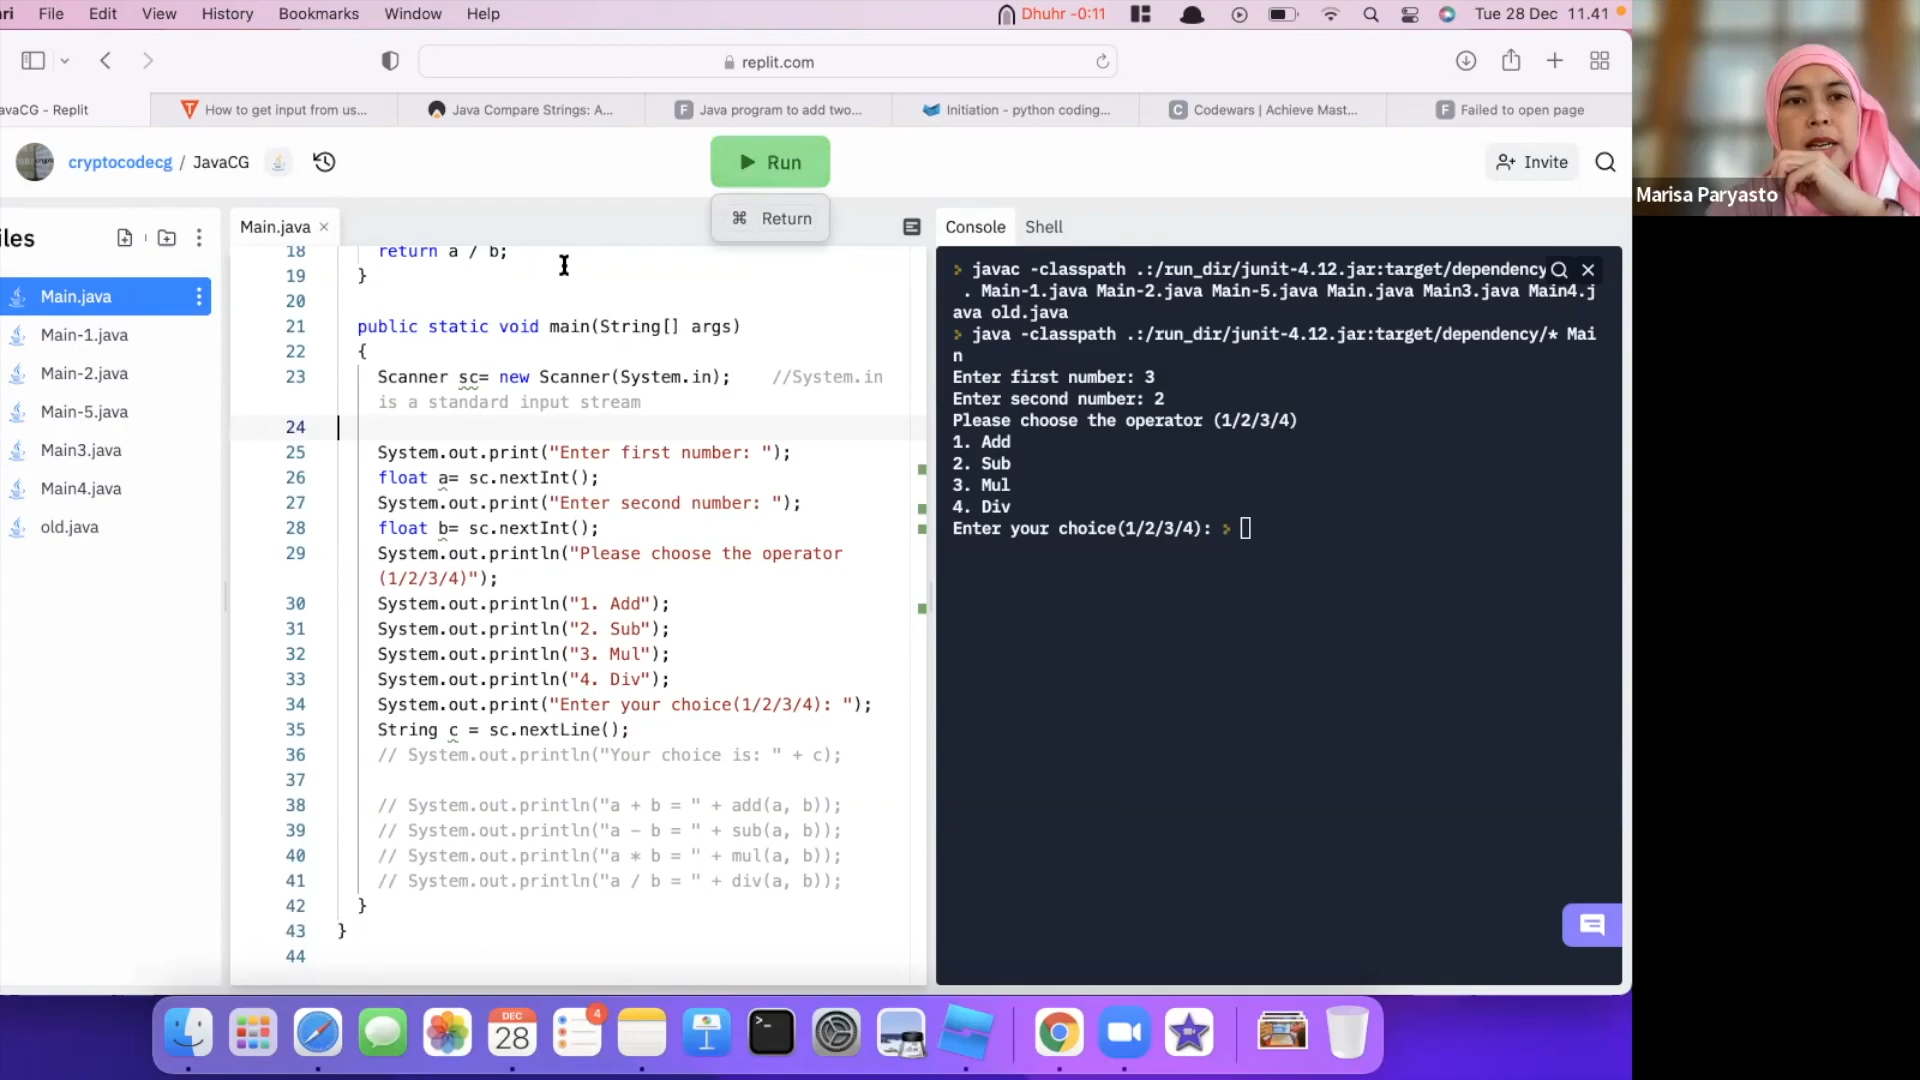 ri File Edit View History Bookmarks Window Help Dhuhr -0:11 Tue 28 Dec 11.41
replit.com
avaCG - Replit How to get input from us... Java Compare Strings: A... Java program to add two... Initiation - python coding... Codewars | Achieve Mast... Failed to open page
cryptocodecg / JavaCG Run Invite
⌘ Return
iles
Main.java
Main-1.java
Main-2.java
Main-5.java
Main3.java
Main4.java
old.java
Main.java ×
18 return a / b;
19 }
20
21 public static void main(String[] args)
22 {
23 Scanner sc= new Scanner(System.in); //System.in
is a standard input stream
24
25 System.out.print("Enter first number: ");
26 float a= sc.nextInt();
27 System.out.print("Enter second number: ");
28 float b= sc.nextInt();
29 System.out.println("Please choose the operator
(1/2/3/4)");
30 System.out.println("1. Add");
31 System.out.println("2. Sub");
32 System.out.println("3. Mul");
33 System.out.println("4. Div");
34 System.out.print("Enter your choice(1/2/3/4): ");
35 String c = sc.nextLine();
36 // System.out.println("Your choice is: " + c);
37
38 // System.out.println("a + b = " + add(a, b));
39 // System.out.println("a - b = " + sub(a, b));
40 // System.out.println("a * b = " + mul(a, b));
41 // System.out.println("a / b = " + div(a, b));
42 }
43 }
44
Console Shell
> javac -classpath .:/run_dir/junit-4.12.jar:target/dependency
. Main-1.java Main-2.java Main-5.java Main.java Main3.java Main4.j
ava old.java
> java -classpath .:/run_dir/junit-4.12.jar:target/dependency/* Mai
n
Enter first number: 3
Enter second number: 2
Please choose the operator (1/2/3/4)
1. Add
2. Sub
3. Mul
4. Div
Enter your choice(1/2/3/4): >
Marisa Paryasto
DEC
28
4